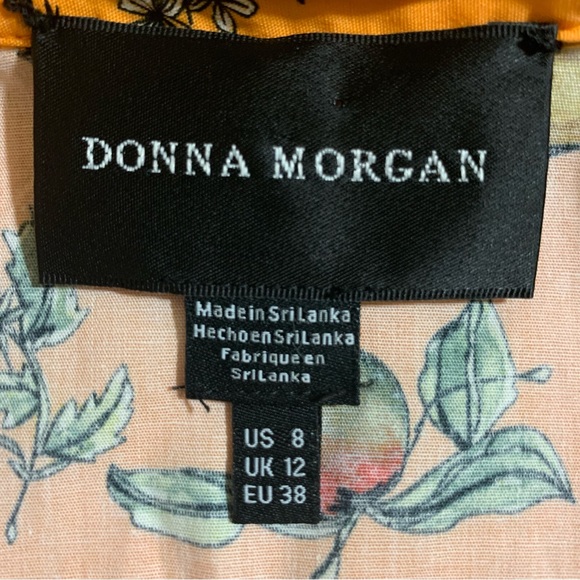 DONNA MORGAN
Made in Sri Lanka
Hecho en Sri Lanka
Fabrique en
Sri Lanka
US 8
UK 12
EU 38